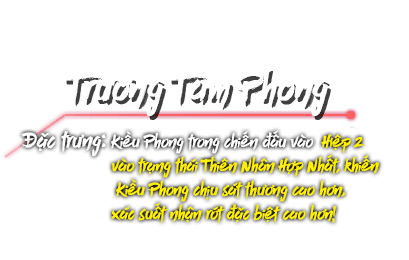 Trương Tam Phong
Đặc trưng: Kiều Phong trong chiến đấu vào Hiệp 2
vào trạng thái Thiên Nhân Hợp Nhất, khiến
Kiều Phong chịu sát thương cao hơn,
xác suất nhận rớt đặc biệt cao hơn!